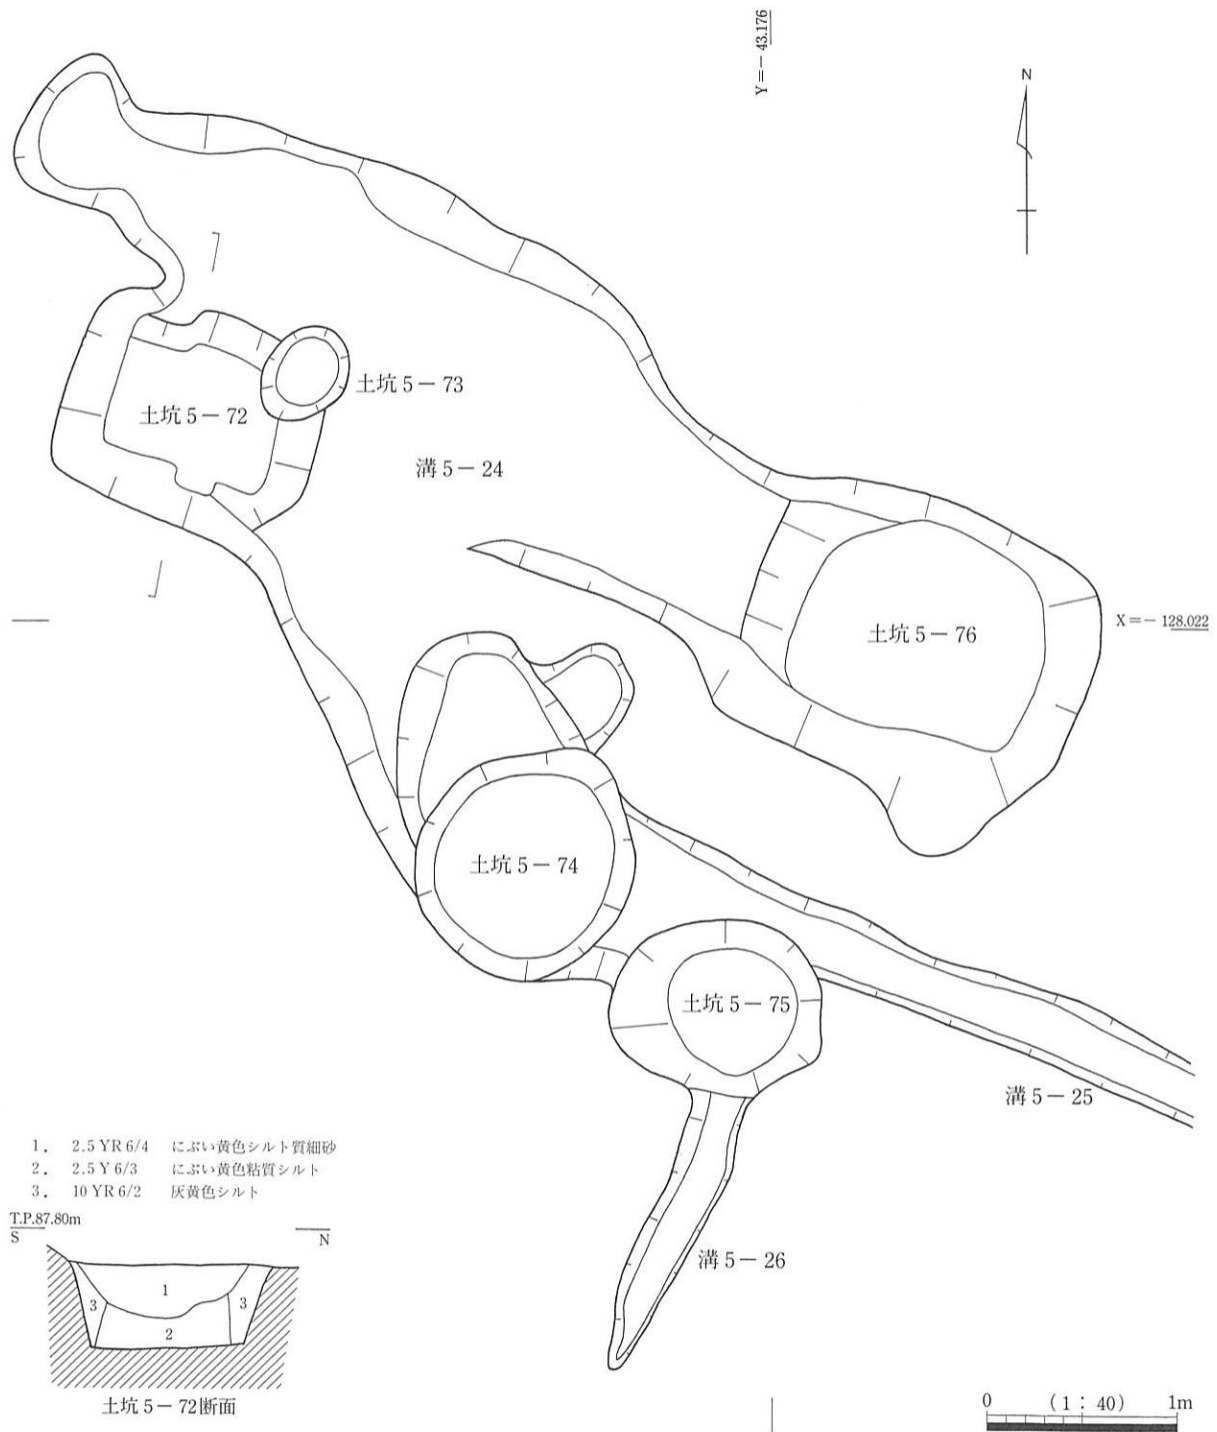 Y=－43.176
N
土坑5－73
土坑5－72
溝5－24
X=－128.022
土坑5－76
土坑5－74
土坑5－75
溝5－25
溝5－26
1. 2.5 YR 6/4 にぶい黄色シルト質細砂
2. 2.5 Y 6/3 にぶい黄色粘質シルト
3. 10 YR 6/2 灰黄色シルト
T.P.87.80m
S N
1
3 3
2
土坑5－72断面
0 (1：40) 1m